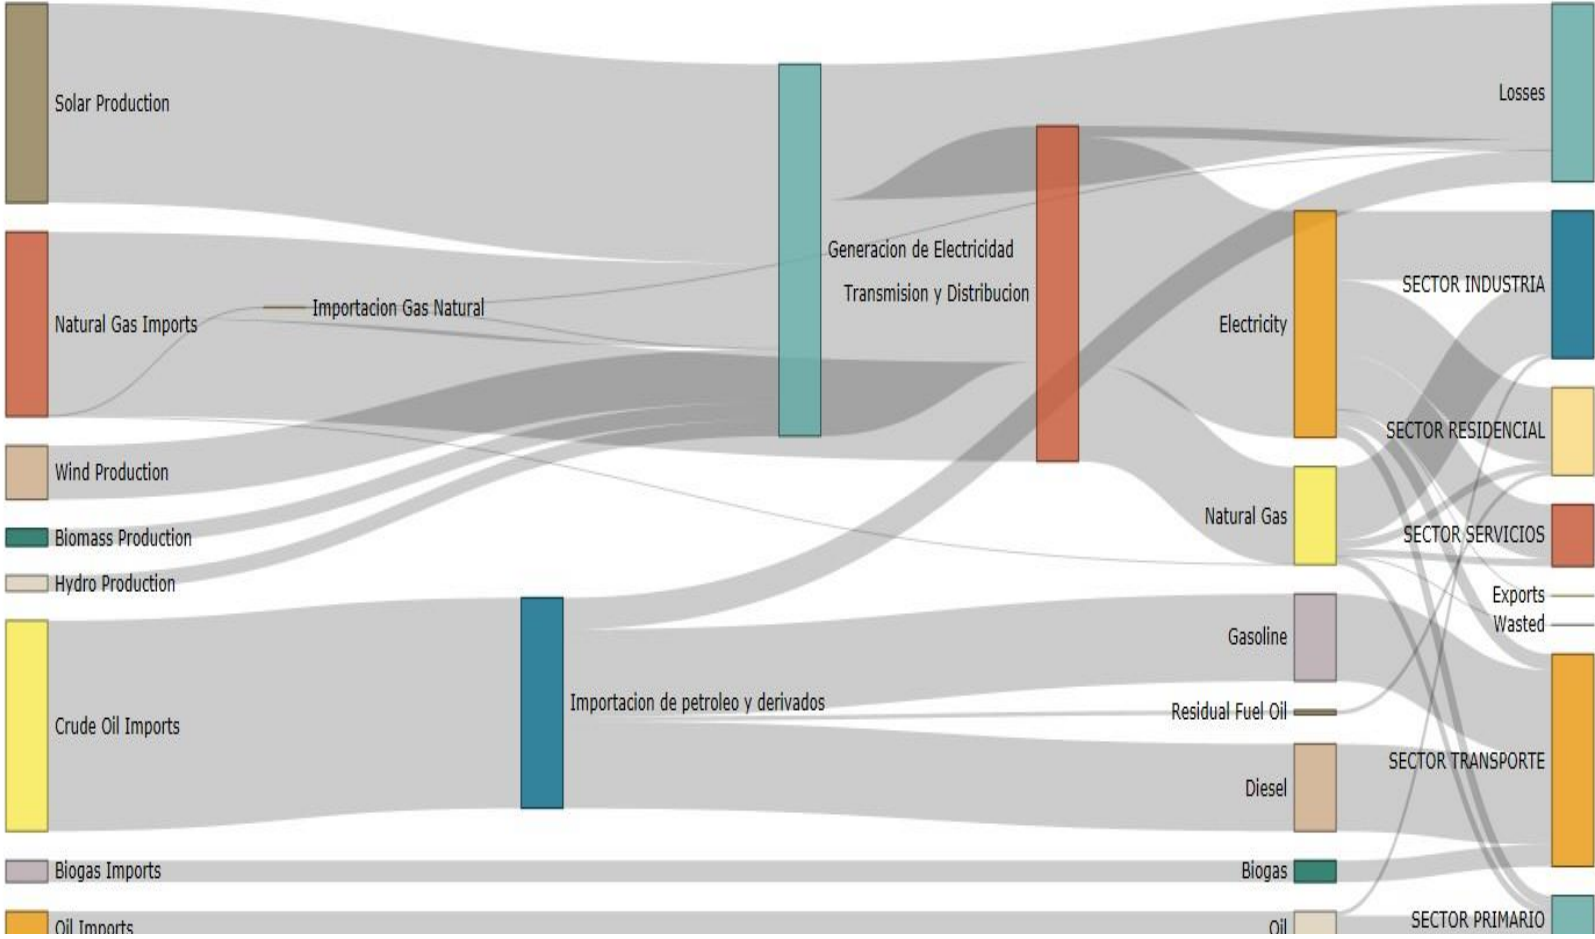 Solar Production
Losses
Generacion de Electricidad
SECTOR INDUSTRIA
Transmision y Distribucion
Importacion Gas Natural
Natural Gas Imports
Electricity
SECTOR RESIDENCIAL
Wind Production
Natural Gas
SECTOR SERVICIOS
Biomass Production
Hydro Production
Exports
Wasted
Gasoline
Importacion de petroleo y derivados
Residual Fuel Oil
Crude Oil Imports
SECTOR TRANSPORTE
Diesel
Biogas Imports
Biogas
SECTOR PRIMARIO
Oil Imports
Oil